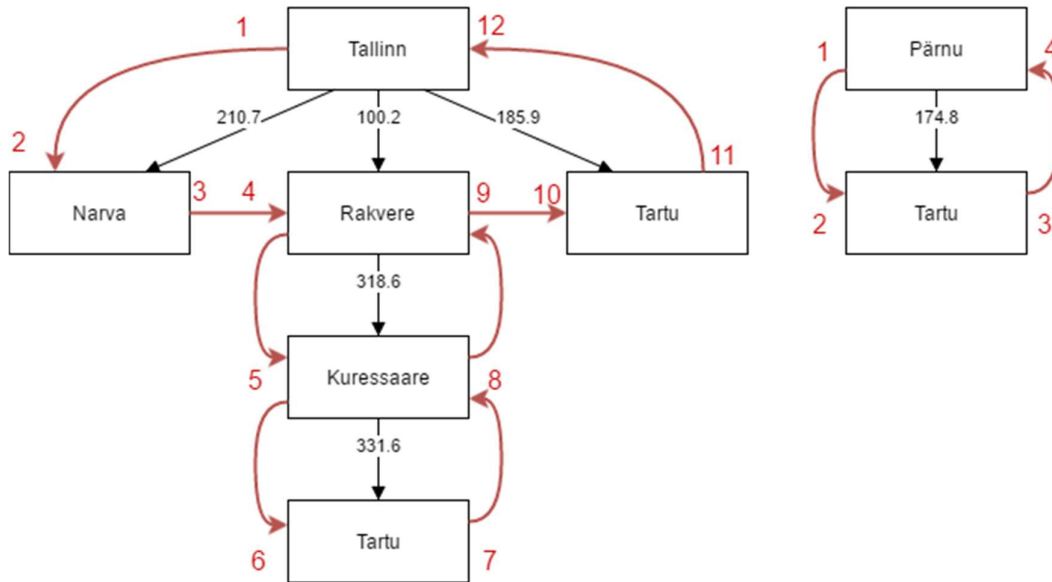 1 12
Tallinn
1 4
Pärnu
210.7 100.2 185.9
174.8
2 11
3 4 9 10
Narva Rakvere Tartu
Tartu
2 3
318.6
Kuressaare
5 8
331.6
Tartu
6 7